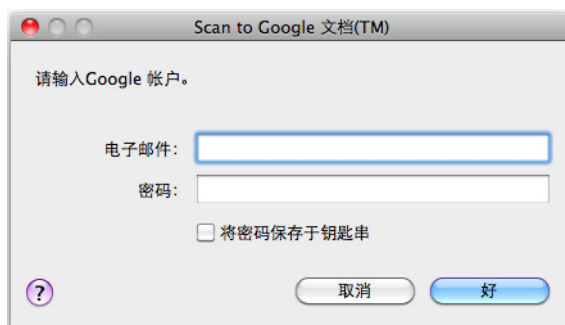 Scan to Google 文档(TM)
请输入Google 帐户。
电子邮件：
密码：
将密码保存于钥匙串
?
取消
好